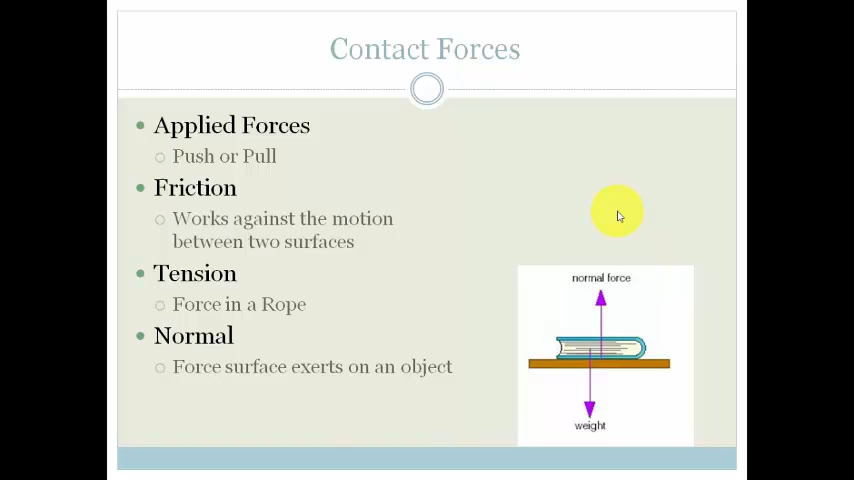 Contact Forces
Applied Forces
Push or Pull
Friction
Works against the motion
between two surfaces
Tension
Force in a Rope
Normal
Force surface exerts on an object
normal force
weight